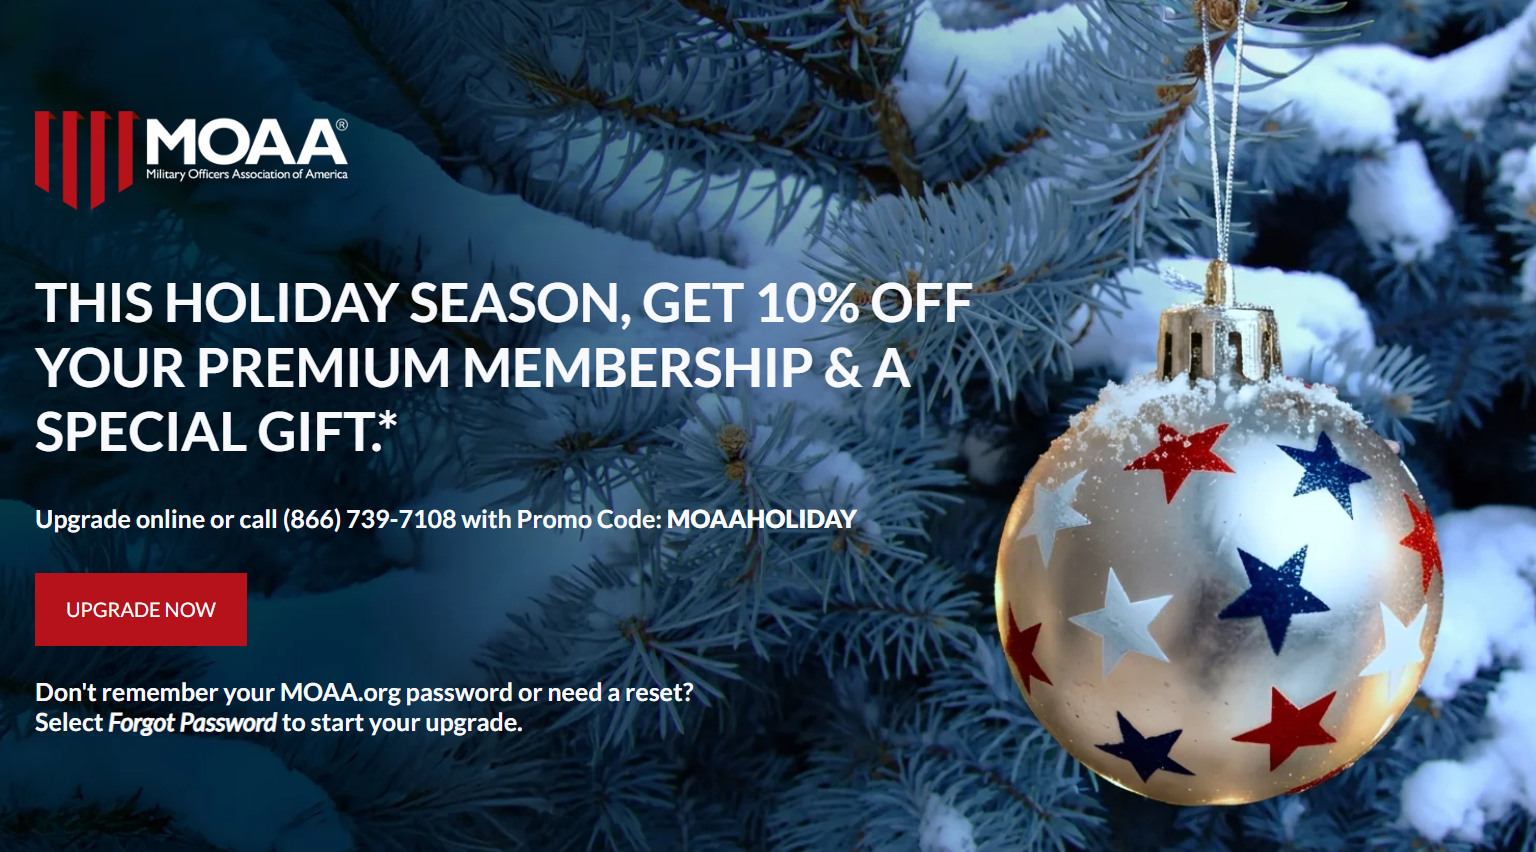 MOAA®
Military Officers Association of America
THIS HOLIDAY SEASON, GET 10% OFF
YOUR PREMIUM MEMBERSHIP & A
SPECIAL GIFT.*
Upgrade online or call (866) 739-7108 with Promo Code: MOAAHOLIDAY
UPGRADE NOW
Don't remember your MOAA.org password or need a reset?
Select Forgot Password to start your upgrade.